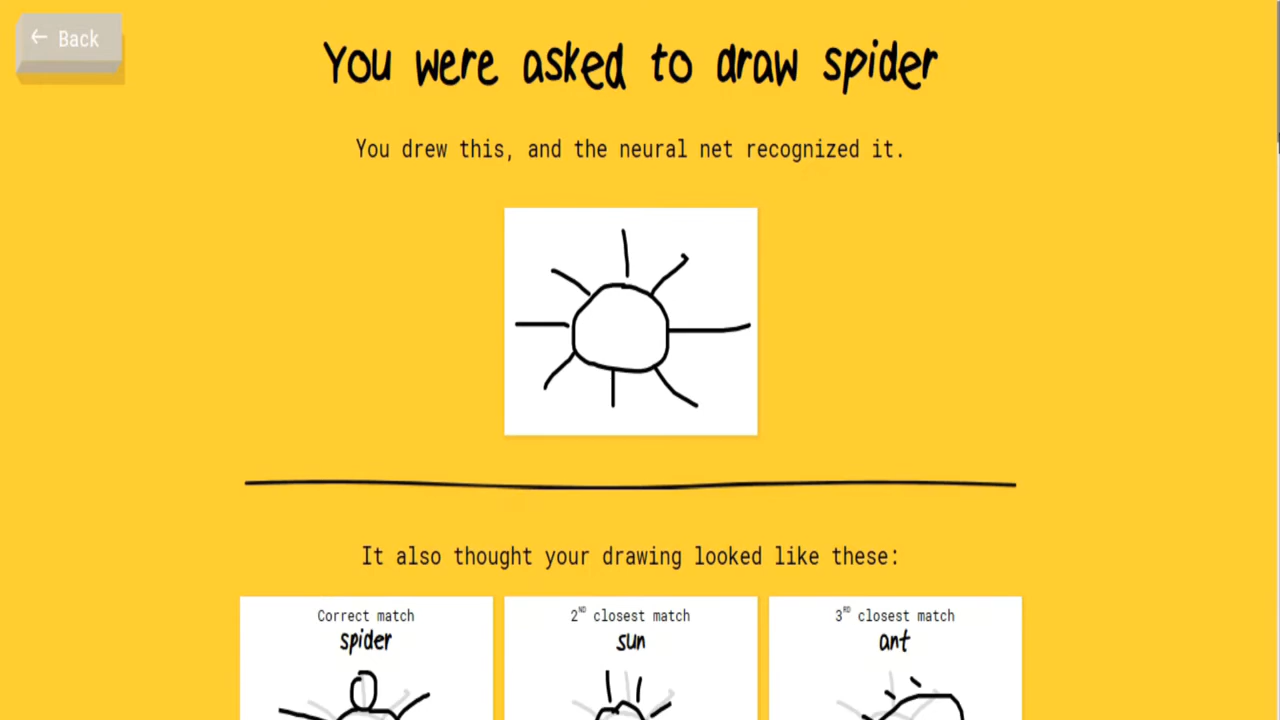 ← Back
You were asked to draw spider
You drew this, and the neural net recognized it.
It also thought your drawing looked like these:
Correct match
spider
2ND closest match
sun
3RD closest match
ant